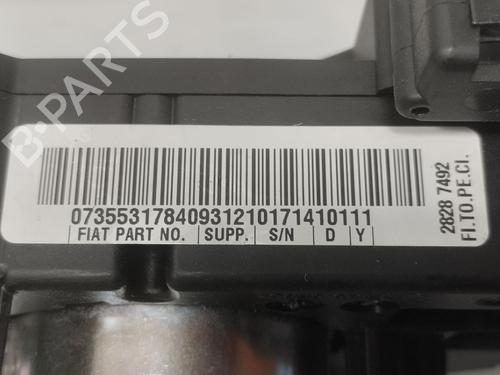 B-PARTS
07355317840931210171410111
FIAT PART NO. SUPP. S/N D Y
2828 7492
FI.TO.PE.CI.